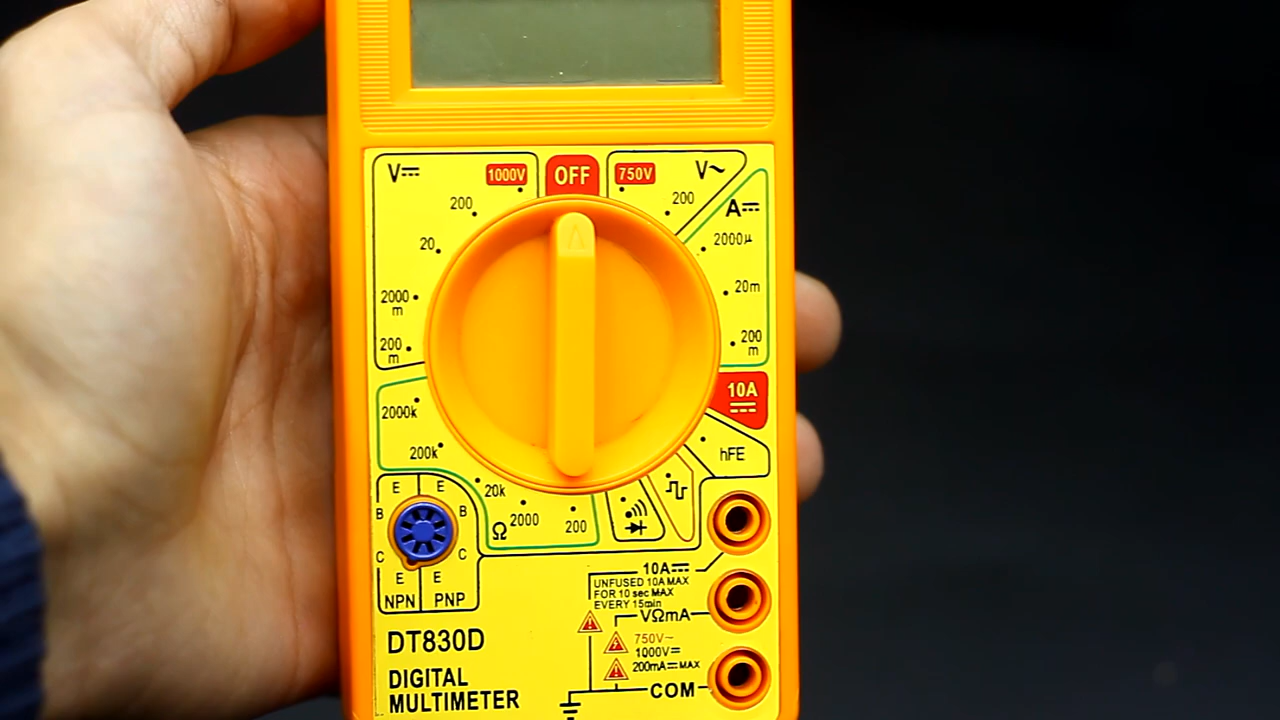 V⎓ 1000V OFF 750V V~
200
20
2000
m
200
m
200
A⎓
2000µ
20m
200
m
10A
hFE
2000k
200k
20k
Ω 2000 200
E E
B B
C C
E E
NPN PNP
10A⎓
UNFUSED 10A MAX
FOR 10 sec MAX
EVERY 15min
VΩmA
750V~
1000V⎓
200mA⎓MAX
COM
DT830D
DIGITAL
MULTIMETER